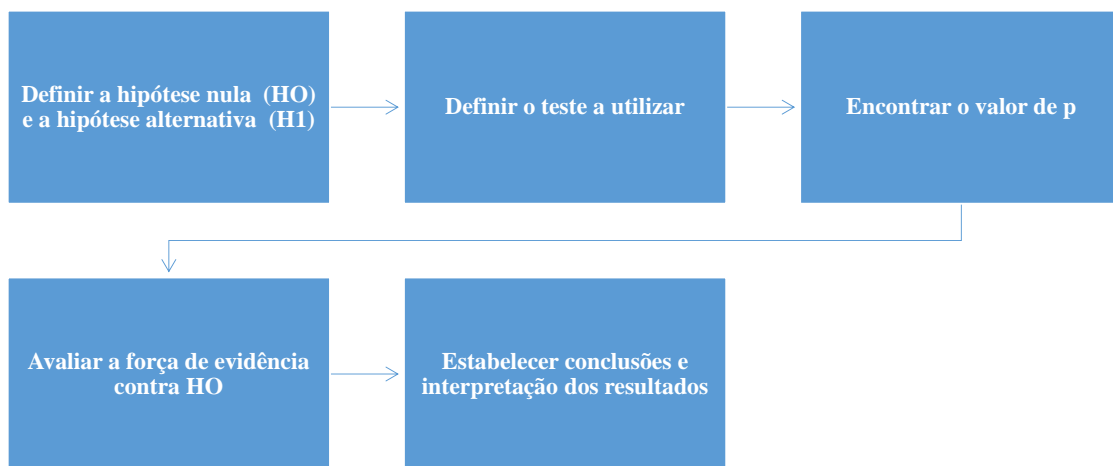 Definir a hipótese nula (HO)
e a hipótese alternativa (H1)
Definir o teste a utilizar
Encontrar o valor de p
Avaliar a força de evidência
contra HO
Estabelecer conclusões e
interpretação dos resultados